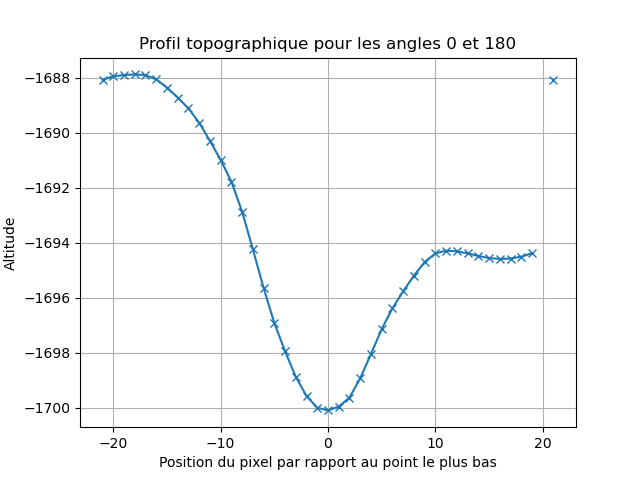 Profil topographique pour les angles 0 et 180
−1688
−1690
−1692
−1694
−1696
−1698
−1700
Altitude
−20 −10 0 10 20
Position du pixel par rapport au point le plus bas